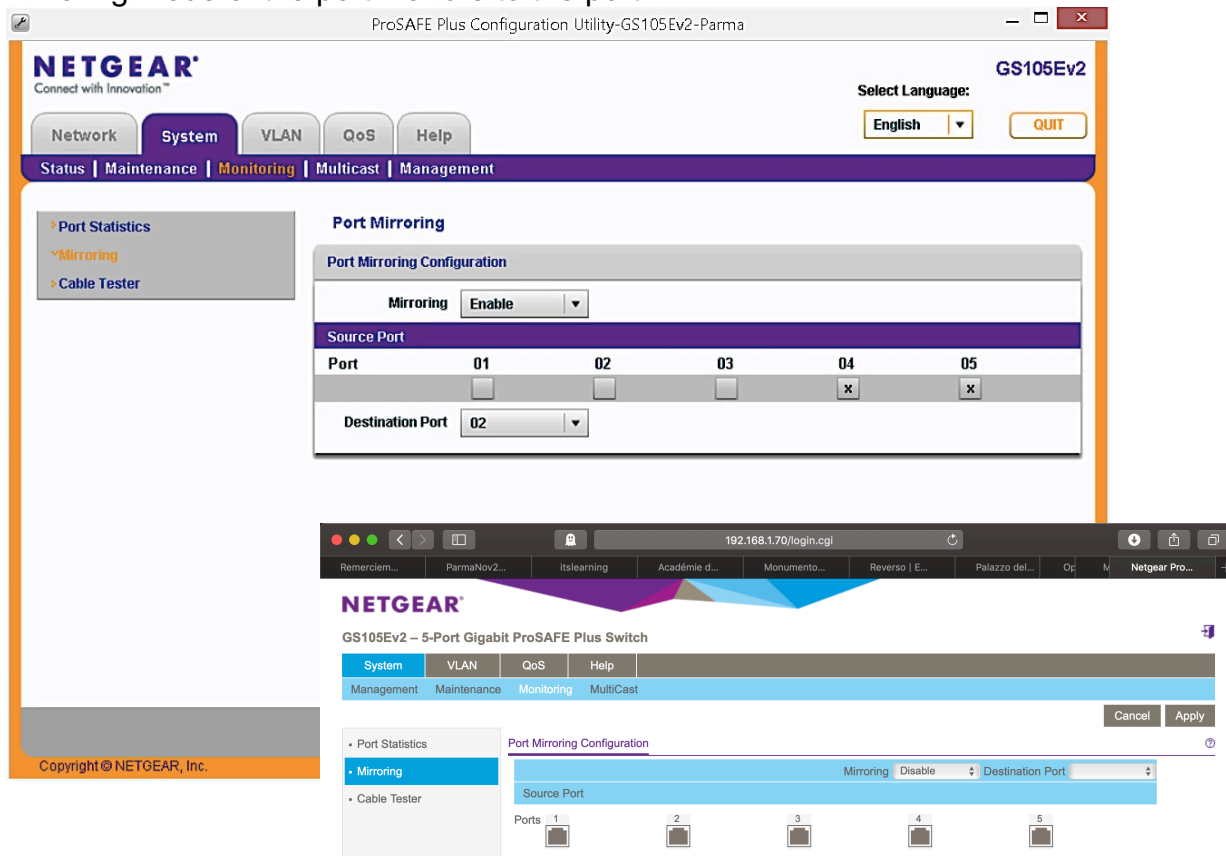 ProSAFE Plus Configuration Utility-GS105Ev2-Parma
NETGEAR®
Connect with Innovation™
GS105Ev2
Select Language:
English
QUIT
Network System VLAN QoS Help
Status | Maintenance | Monitoring | Multicast | Management
Port Statistics
Mirroring
Cable Tester
Port Mirroring
Port Mirroring Configuration
Mirroring Enable
Source Port
Port 01 02 03 04 05
x x
Destination Port 02
Copyright © NETGEAR, Inc.
192.168.1.70/login.cgi
Remerciem... ParmaNov2... itslearning Académie d... Monumento... Reverso | E... Palazzo del... Op M Netgear Pro...
NETGEAR®
GS105Ev2 – 5-Port Gigabit ProSAFE Plus Switch
System VLAN QoS Help
Management Maintenance Monitoring MultiCast
Cancel Apply
Port Statistics
Mirroring
Cable Tester
Port Mirroring Configuration
Mirroring Disable Destination Port
Source Port
Ports 1 2 3 4 5